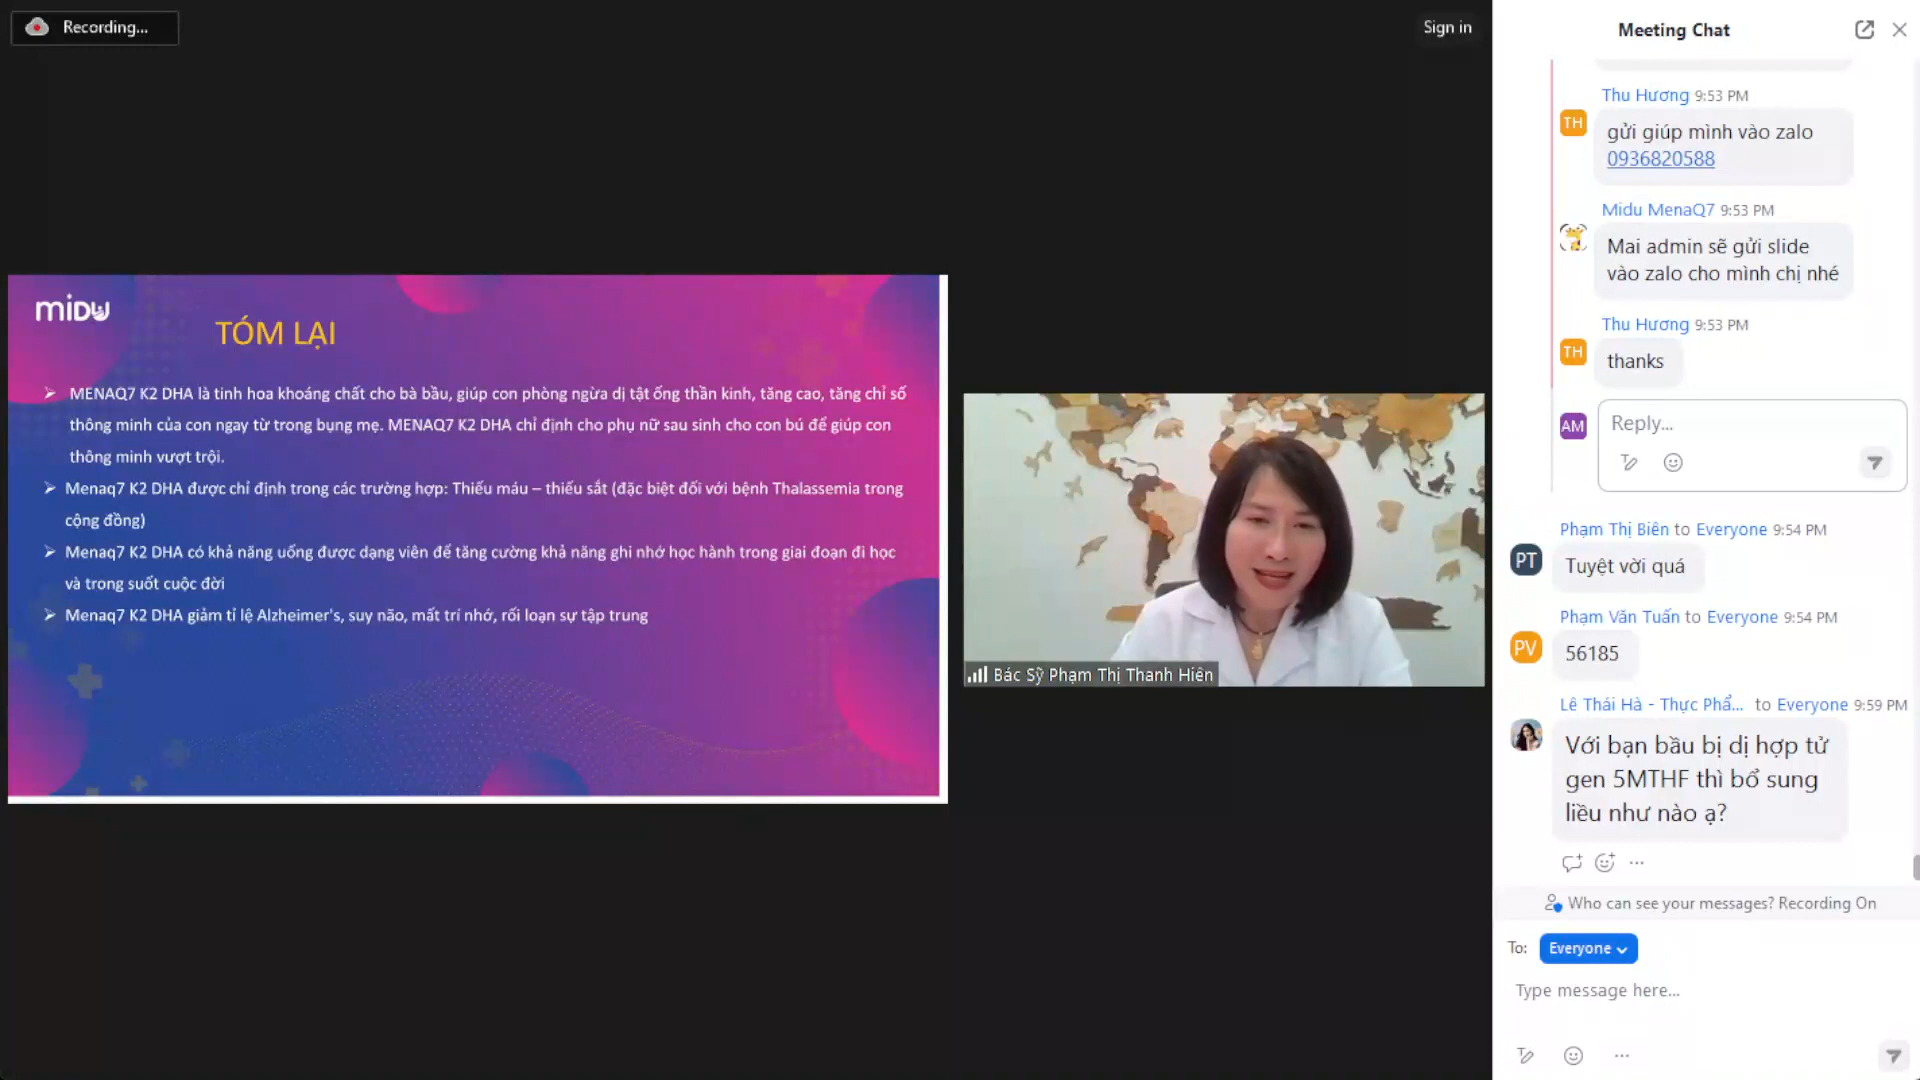 Recording...
Sign in
miDU
TÓM LẠI
➢ MENAQ7 K2 DHA là tinh hoa khoáng chất cho bà bầu, giúp con phòng ngừa dị tật ống thần kinh, tăng cao, tăng chỉ số
thông minh của con ngay từ trong bụng mẹ. MENAQ7 K2 DHA chỉ định cho phụ nữ sau sinh cho con bú để giúp con
thông minh vượt trội.
➢ Menaq7 K2 DHA được chỉ định trong các trường hợp: Thiếu máu – thiếu sắt (đặc biệt đối với bệnh Thalassemia trong
cộng đồng)
➢ Menaq7 K2 DHA có khả năng uống được dạng viên để tăng cường khả năng ghi nhớ học hành trong giai đoạn đi học
và trong suốt cuộc đời
➢ Menaq7 K2 DHA giảm tỉ lệ Alzheimer's, suy não, mất trí nhớ, rối loạn sự tập trung
Bác Sỹ Phạm Thị Thanh Hiên
Meeting Chat
Thu Hương 9:53 PM
TH
gửi giúp mình vào zalo
0936820588
Midu MenaQ7 9:53 PM
Mai admin sẽ gửi slide
vào zalo cho mình chị nhé
Thu Hương 9:53 PM
TH
thanks
AM
Reply...
Phạm Thị Biên to Everyone 9:54 PM
PT
Tuyệt vời quá
Phạm Văn Tuấn to Everyone 9:54 PM
PV
56185
Lê Thái Hà - Thực Phẩ... to Everyone 9:59 PM
Với bạn bầu bị dị hợp tử
gen 5MTHF thì bổ sung
liều như nào ạ?
Who can see your messages? Recording On
To: Everyone
Type message here...